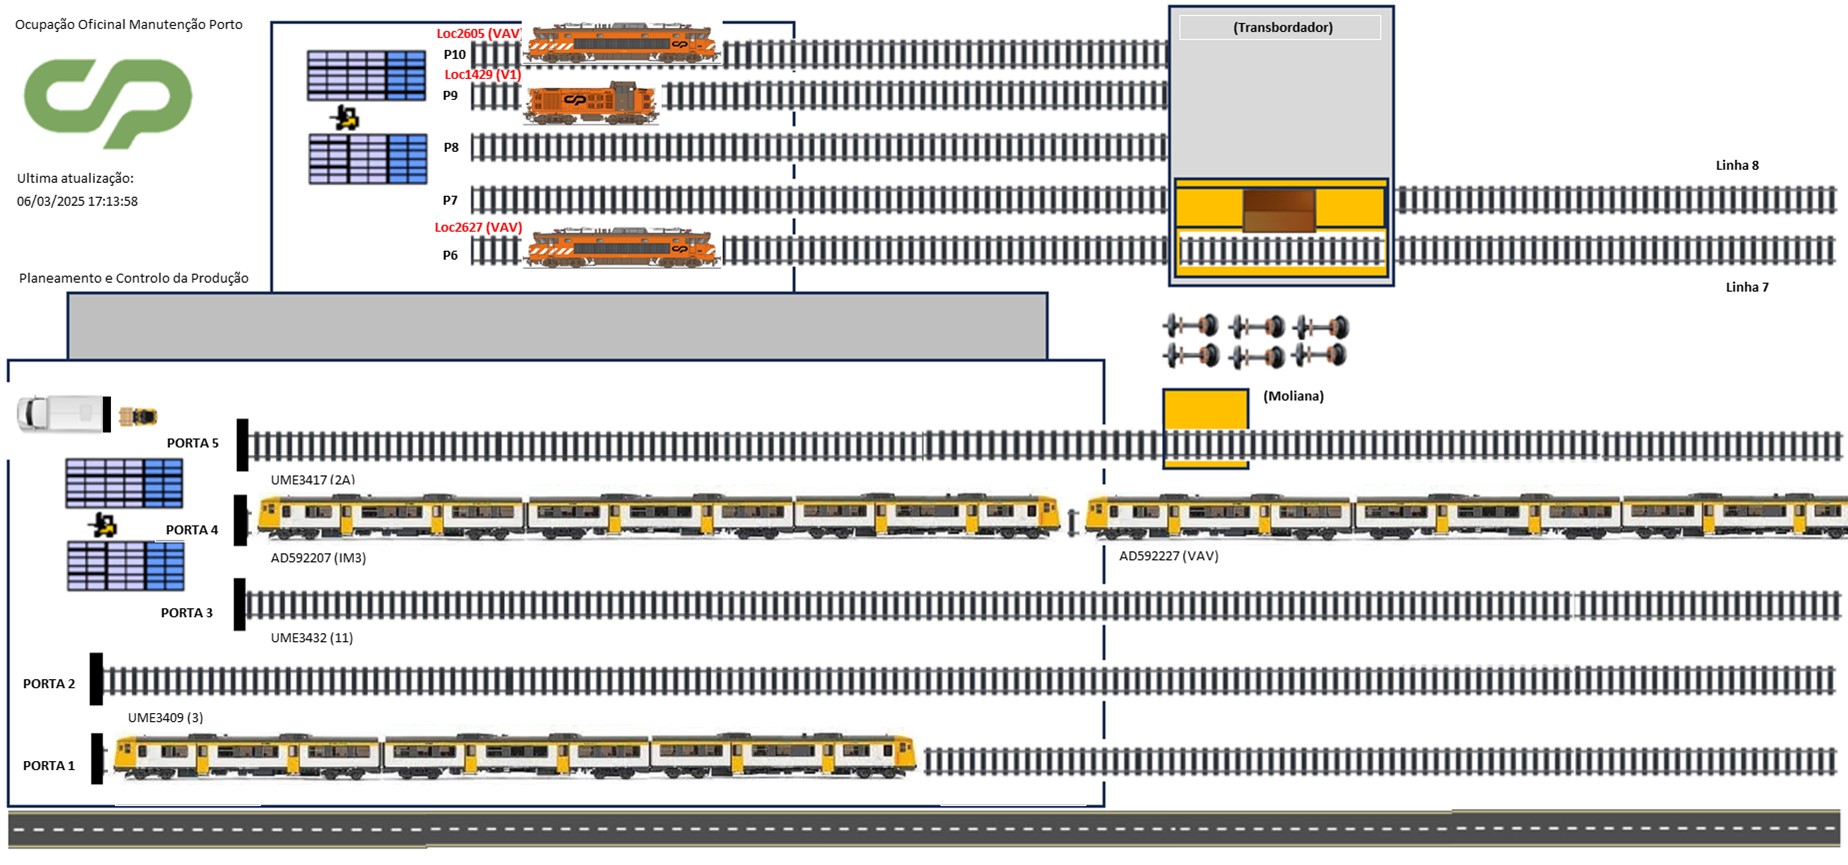 Ocupação Oficinal Manutenção Porto
Ultima atualização:
06/03/2025 17:13:58
Planeamento e Controlo da Produção
Loc2605 (VAV)
P10
Loc1429 (V1)
P9
P8
P7
Loc2627 (VAV)
P6
(Transbordador)
Linha 8
Linha 7
(Moliana)
PORTA 5
UME3417 (2A)
PORTA 4
AD592207 (IM3)
AD592227 (VAV)
PORTA 3
UME3432 (11)
PORTA 2
UME3409 (3)
PORTA 1